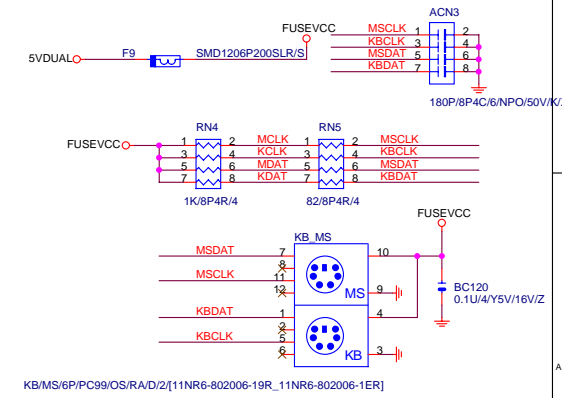 ACN3
FUSEVCC
MSCLK 1 2
KBCLK 3 4
MSDAT 5 6
KBDAT 7 8
5VDUAL F9 SMD1206P200SLR/S
180P/8P4C/6/NPO/50V/K/
RN4 RN5
FUSEVCC 1 2 MCLK 1 2 MSCLK
3 4 KCLK 3 4 KBCLK
5 6 MDAT 5 6 MSDAT
7 8 KDAT 7 8 KBDAT
1K/8P4R/4 82/8P4R/4
FUSEVCC
KB_MS
MSDAT 7 10
8
MSCLK 11
12 MS 9
BC120
0.1U/4/Y5V/16V/Z
KBDAT 1 4
2
KBCLK 5
6 KB 3
A
KB/MS/6P/PC99/OS/RA/D/2/[11NR6-802006-19R_11NR6-802006-1ER]